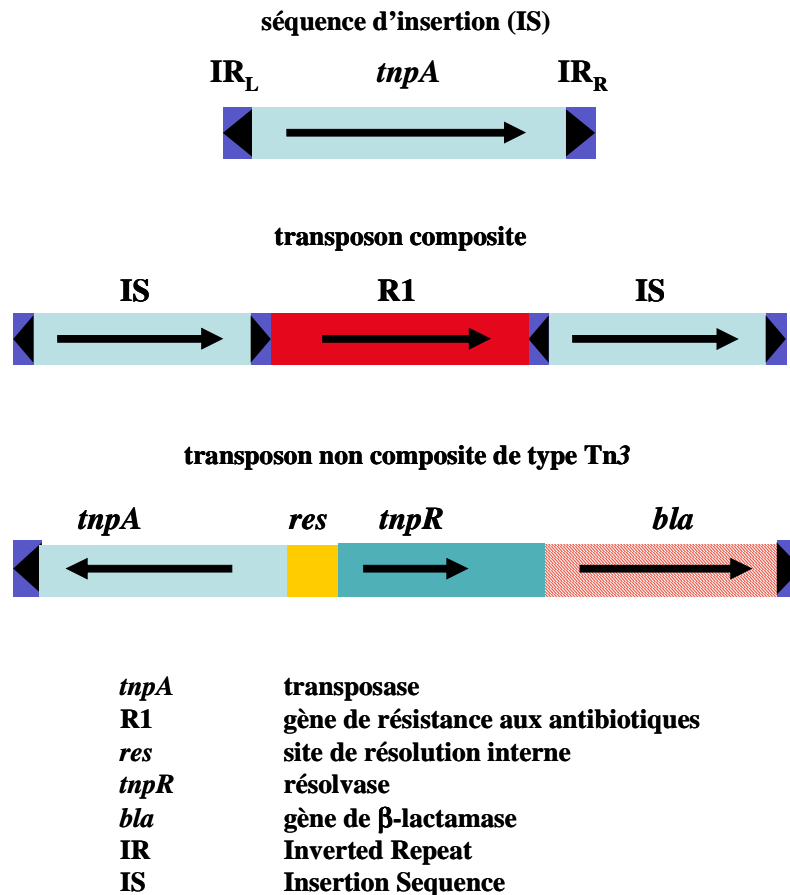 séquence d’insertion (IS)
IRL tnpA IRR
transposon composite
IS R1 IS
transposon non composite de type Tn3
tnpA res tnpR bla
tnpA transposase
R1 gène de résistance aux antibiotiques
res site de résolution interne
tnpR résolvase
bla gène de β-lactamase
IR Inverted Repeat
IS Insertion Sequence